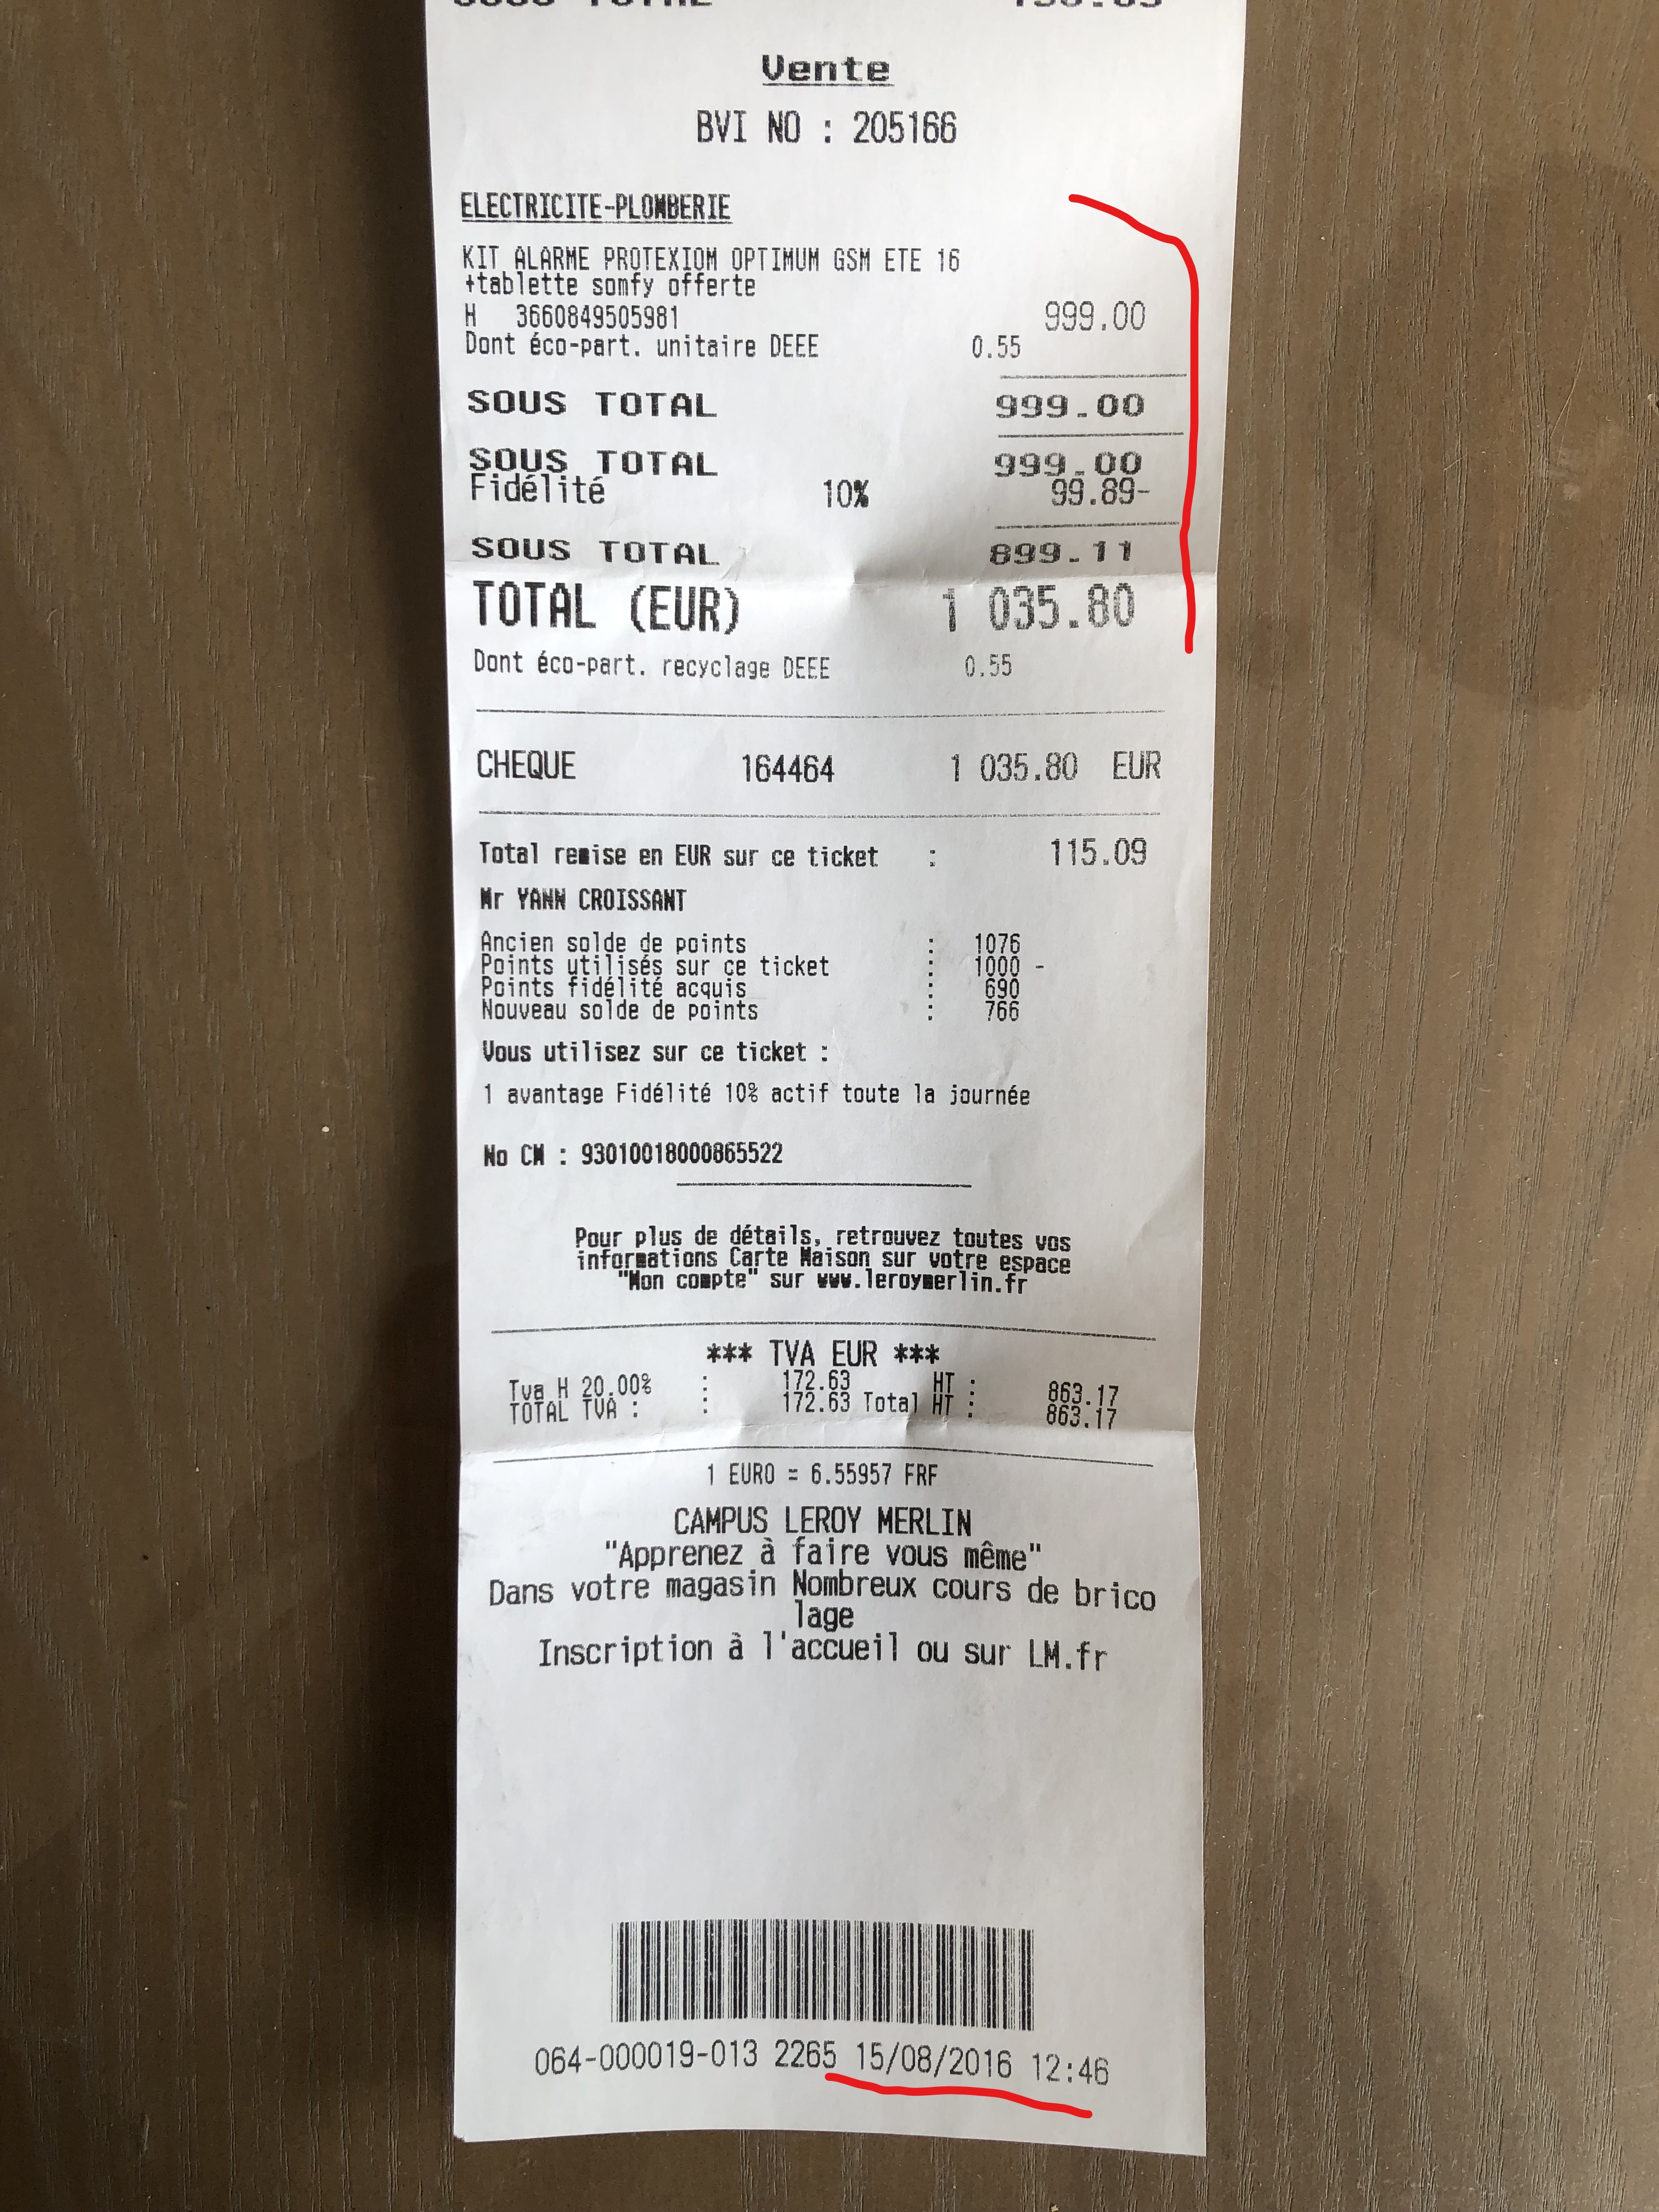 SOUS TOTAL
Vente
BVI NO : 205166
ELECTRICITE-PLOMBERIE
KIT ALARME PROTEXIOM OPTIMUM GSM ETE 16
+tablette somfy offerte
H 3660849505981 999.00
Dont éco-part. unitaire DEEE 0.55
SOUS TOTAL 999.00
SOUS TOTAL 999.00
Fidélité 10% 99.89-
SOUS TOTAL 899.11
TOTAL (EUR) 1 035.80
Dont éco-part. recyclage DEEE 0.55
CHEQUE 164464 1 035.80 EUR
Total remise en EUR sur ce ticket : 115.09
Mr YANN CROISSANT
Ancien solde de points : 1076
Points utilisés sur ce ticket : 1000 -
Points fidélité acquis : 690
Nouveau solde de points : 766
Vous utilisez sur ce ticket :
1 avantage Fidélité 10% actif toute la journée
No CM : 93010018000865522
Pour plus de détails, retrouvez toutes vos
informations Carte Maison sur votre espace
"Mon compte" sur www.leroymerlin.fr
*** TVA EUR ***
Tva H 20.00% : 172.63 HT : 863.17
TOTAL TVA : : 172.63 Total HT : 863.17
1 EURO = 6.55957 FRF
CAMPUS LEROY MERLIN
"Apprenez à faire vous même"
Dans votre magasin Nombreux cours de brico
lage
Inscription à l'accueil ou sur LM.fr
064-000019-013 2265 15/08/2016 12:46